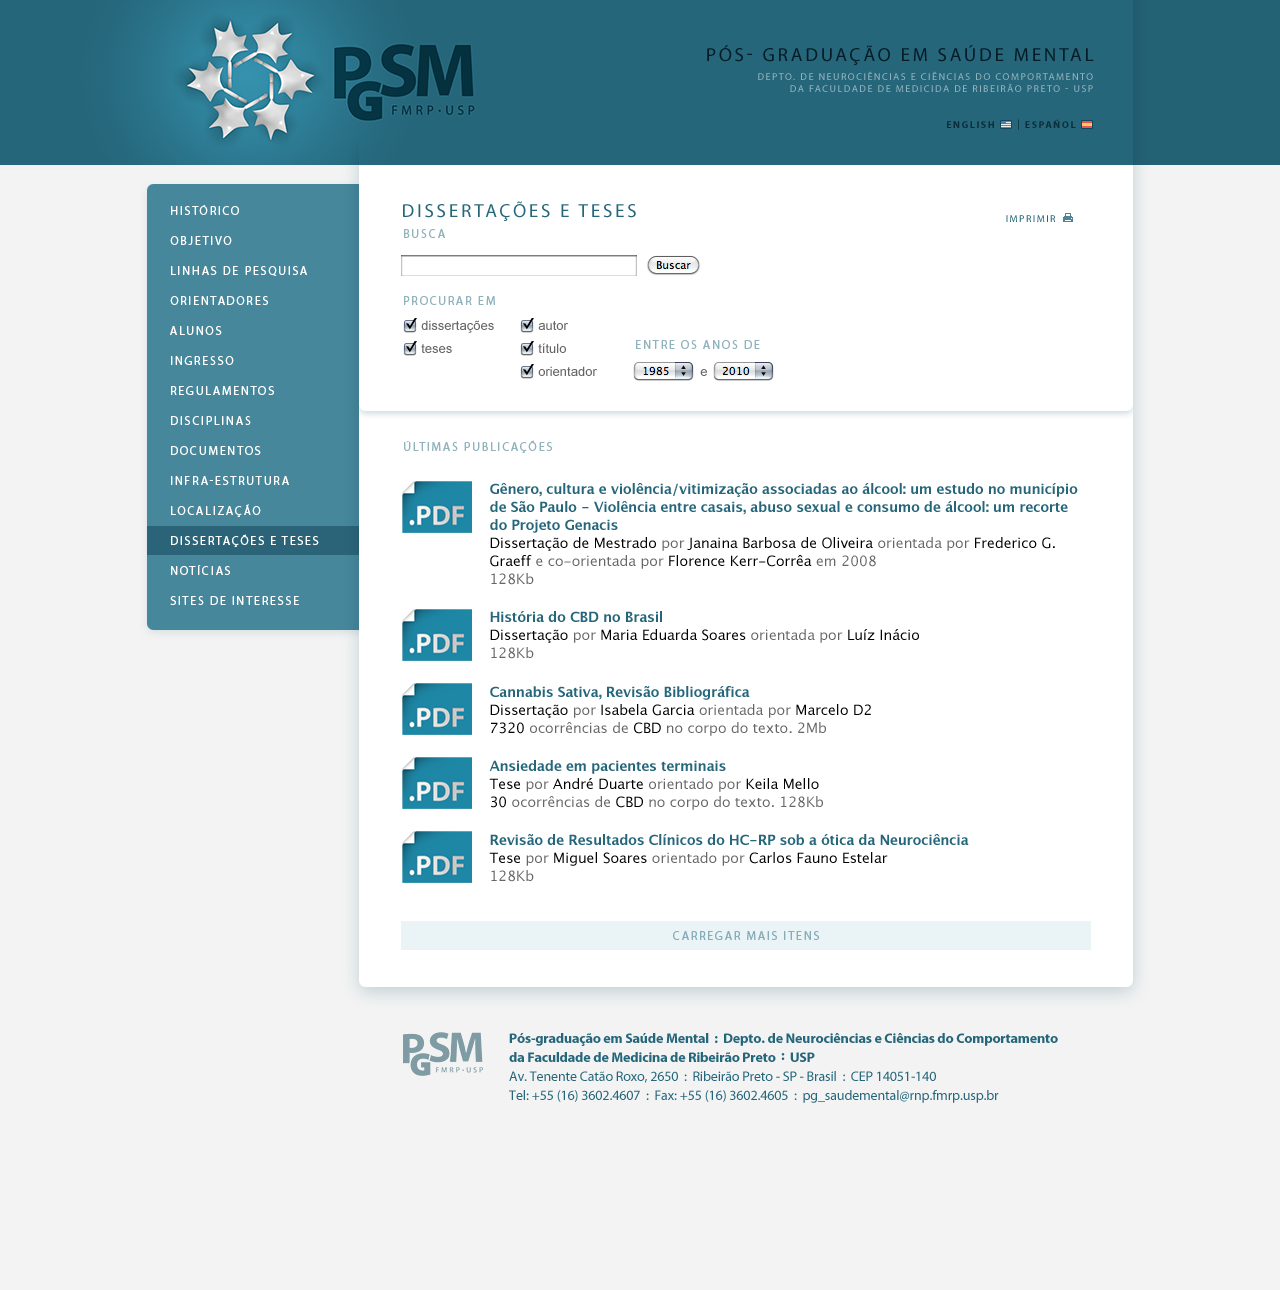 PGSM
FMRP·USP
PÓS- GRADUAÇÃO EM SAÚDE MENTAL
DEPTO. DE NEUROCIÊNCIAS E CIÊNCIAS DO COMPORTAMENTO
DA FACULDADE DE MEDICIDA DE RIBEIRÃO PRETO - USP
ENGLISH | ESPAÑOL
HISTÓRICO
OBJETIVO
LINHAS DE PESQUISA
ORIENTADORES
ALUNOS
INGRESSO
REGULAMENTOS
DISCIPLINAS
DOCUMENTOS
INFRA-ESTRUTURA
LOCALIZAÇÃO
DISSERTAÇÕES E TESES
NOTÍCIAS
SITES DE INTERESSE
DISSERTAÇÕES E TESES
IMPRIMIR
BUSCA
Buscar
PROCURAR EM
dissertações autor
teses título
orientador
ENTRE OS ANOS DE
1985 e 2010
ÚLTIMAS PUBLICAÇÕES
.PDF
Gênero, cultura e violência/vitimização associadas ao álcool: um estudo no município
de São Paulo - Violência entre casais, abuso sexual e consumo de álcool: um recorte
do Projeto Genacis
Dissertação de Mestrado por Janaina Barbosa de Oliveira orientada por Frederico G.
Graeff e co-orientada por Florence Kerr-Corrêa em 2008
128Kb
.PDF
História do CBD no Brasil
Dissertação por Maria Eduarda Soares orientada por Luíz Inácio
128Kb
.PDF
Cannabis Sativa, Revisão Bibliográfica
Dissertação por Isabela Garcia orientada por Marcelo D2
7320 ocorrências de CBD no corpo do texto. 2Mb
.PDF
Ansiedade em pacientes terminais
Tese por André Duarte orientado por Keila Mello
30 ocorrências de CBD no corpo do texto. 128Kb
.PDF
Revisão de Resultados Clínicos do HC-RP sob a ótica da Neurociência
Tese por Miguel Soares orientado por Carlos Fauno Estelar
128Kb
CARREGAR MAIS ITENS
PGSM
FMRP·USP
Pós-graduação em Saúde Mental : Depto. de Neurociências e Ciências do Comportamento
da Faculdade de Medicina de Ribeirão Preto : USP
Av. Tenente Catão Roxo, 2650 : Ribeirão Preto - SP - Brasil : CEP 14051-140
Tel: +55 (16) 3602.4607 : Fax: +55 (16) 3602.4605 : pg_saudemental@rnp.fmrp.usp.br